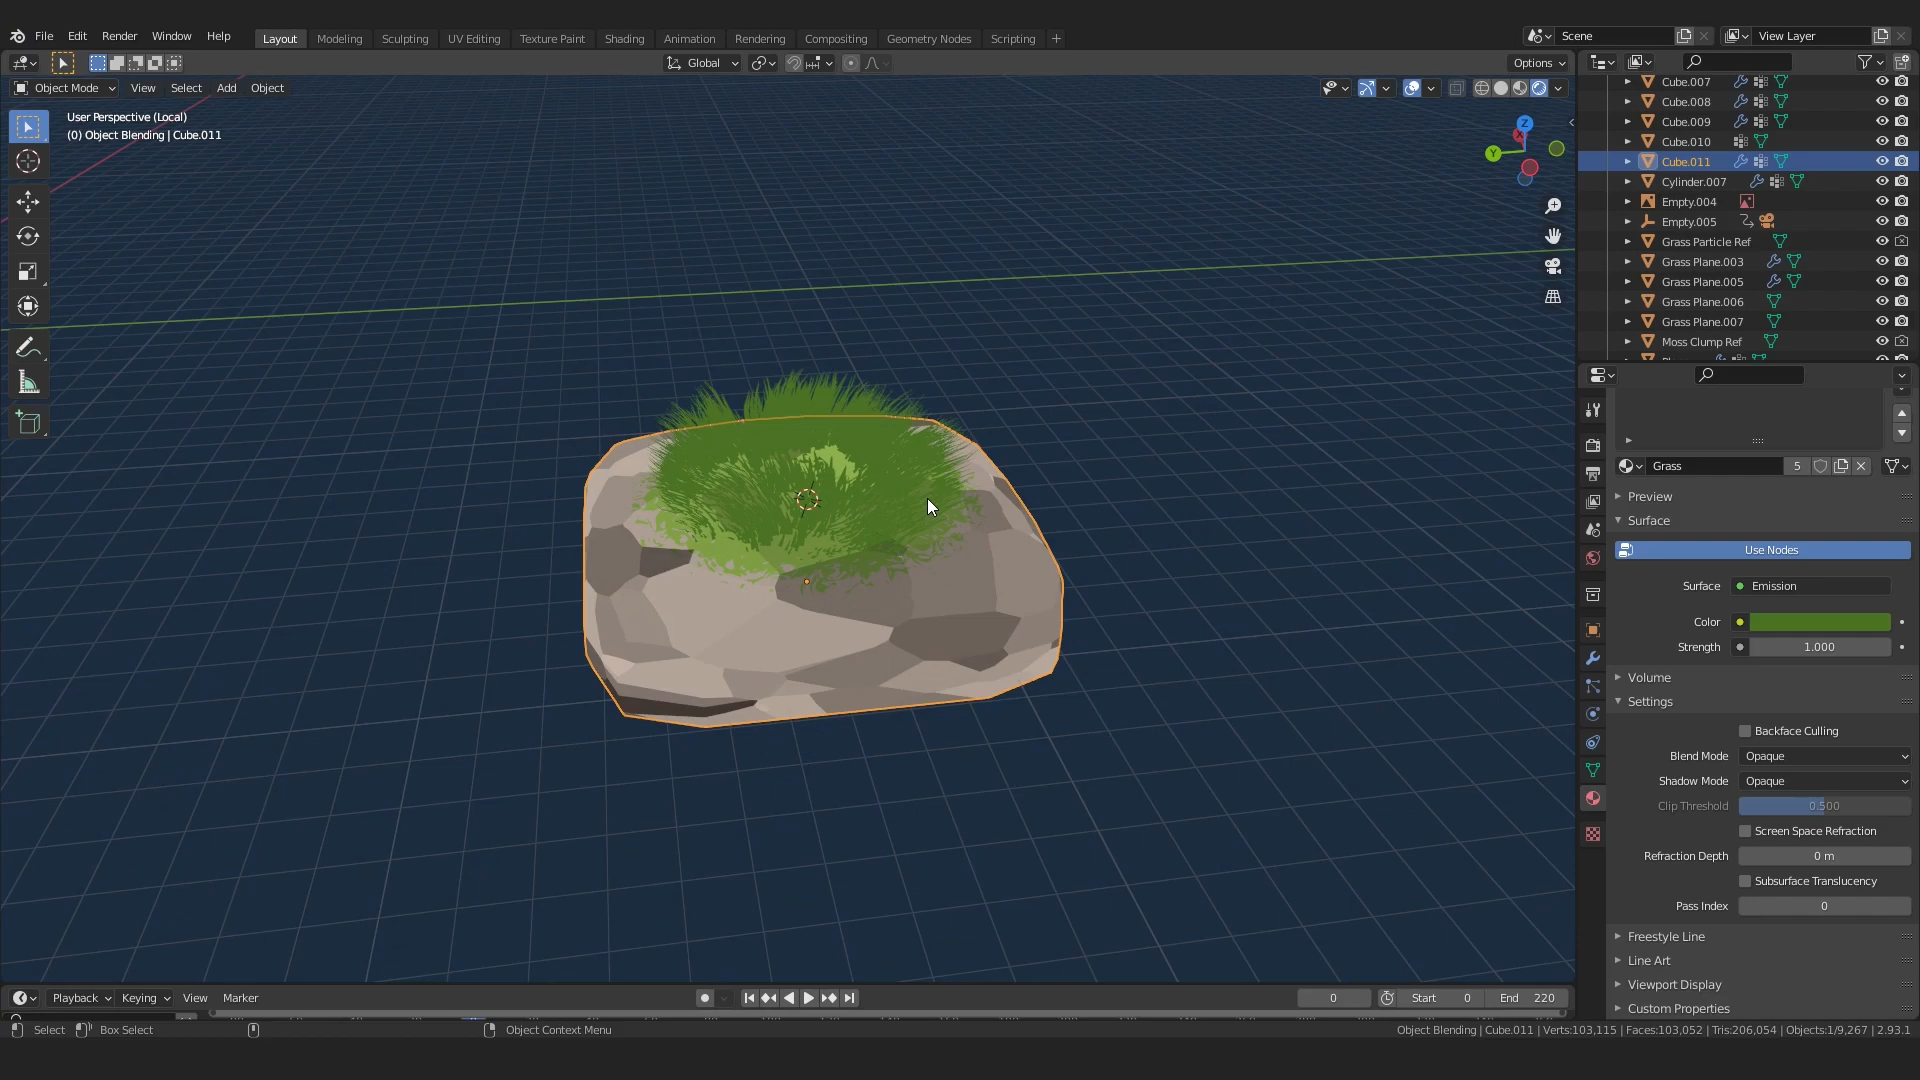 File Edit Render Window Help Layout Modeling Sculpting UV Editing Texture Paint Shading Animation Rendering Compositing Geometry Nodes Scripting + Scene View Layer
Global Options
Object Mode View Select Add Object
User Perspective (Local)
(0) Object Blending | Cube.011
Z
X
Y
Cube.007
Cube.008
Cube.009
Cube.010
Cube.011
Cylinder.007
Empty.004
Empty.005
Grass Particle Ref
Grass Plane.003
Grass Plane.005
Grass Plane.006
Grass Plane.007
Moss Clump Ref
Grass 5
Preview
Surface
Use Nodes
Surface Emission
Color
Strength 1.000
Volume
Settings
Backface Culling
Blend Mode Opaque
Shadow Mode Opaque
Clip Threshold 0.500
Screen Space Refraction
Refraction Depth 0 m
Subsurface Translucency
Pass Index 0
Freestyle Line
Line Art
Viewport Display
Custom Properties
Playback Keying View Marker 0 Start 0 End 220
Select Box Select Object Context Menu Object Blending | Cube.011 | Verts:103,115 | Faces:103,052 | Tris:206,054 | Objects:1/9,267 | 2.93.1